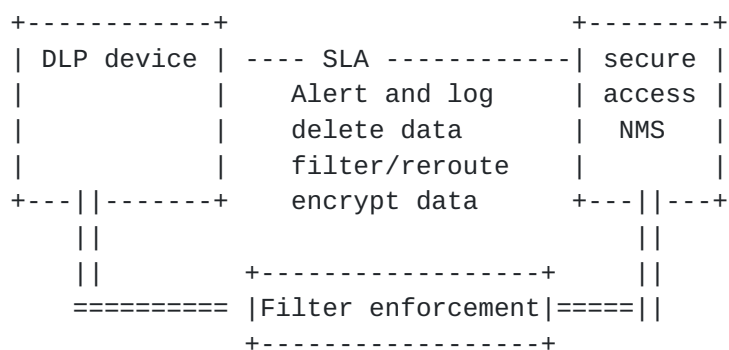 +------------+                       +--------+
| DLP device | ---- SLA ------------| secure |
|            |    Alert and log     | access |
|            |    delete data       |  NMS   |
|            |    filter/reroute    |        |
+---||-------+    encrypt data      +---||---+
    ||                                  ||
    ||         +------------------+     ||
    ========== |Filter enforcement|=====||
               +------------------+